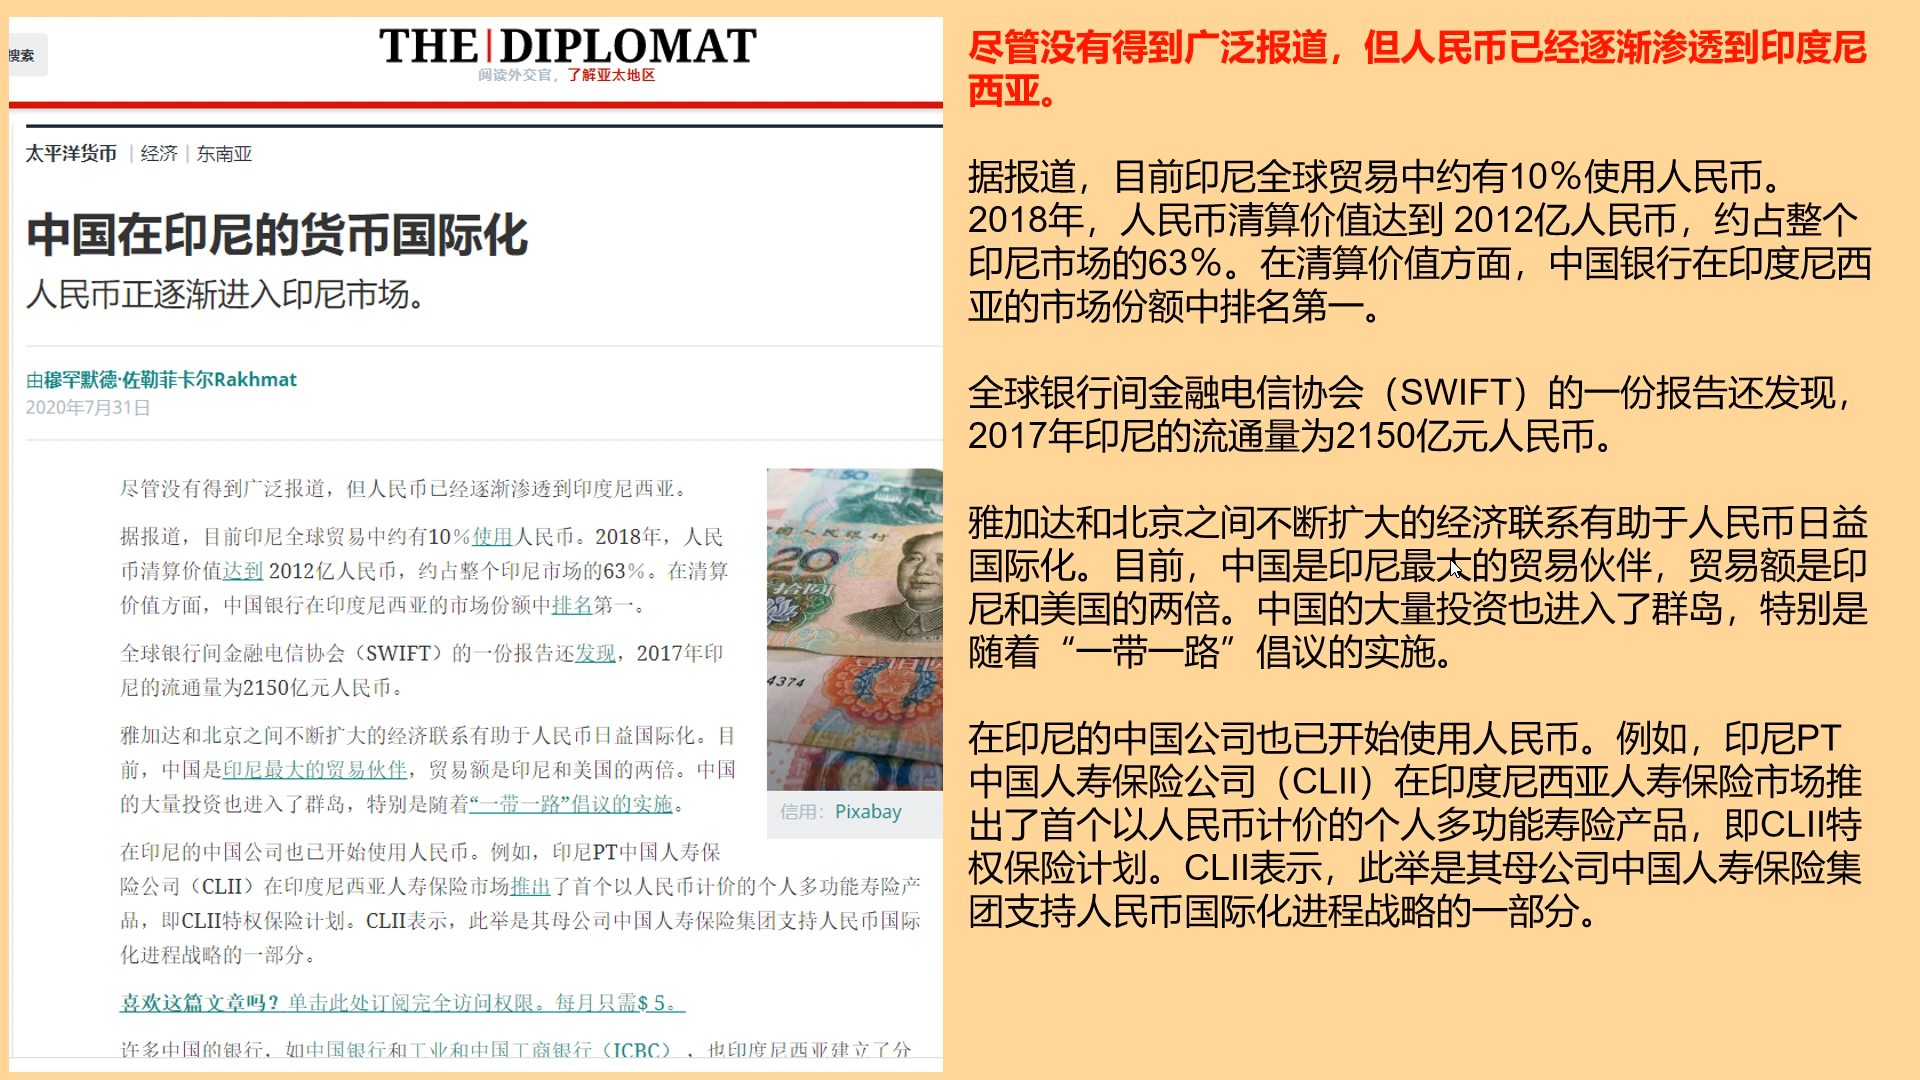 搜索
THE|DIPLOMAT
阅读外交官，了解亚太地区
太平洋货币 | 经济 | 东南亚
中国在印尼的货币国际化
人民币正逐渐进入印尼市场。
由穆罕默德·佐勒菲卡尔Rakhmat
2020年7月31日
尽管没有得到广泛报道，但人民币已经逐渐渗透到印度尼西亚。
据报道，目前印尼全球贸易中约有10％使用人民币。2018年，人民
币清算价值达到 2012亿人民币，约占整个印尼市场的63％。在清算
价值方面，中国银行在印度尼西亚的市场份额中排名第一。
全球银行间金融电信协会（SWIFT）的一份报告还发现，2017年印
尼的流通量为2150亿元人民币。
雅加达和北京之间不断扩大的经济联系有助于人民币日益国际化。目
前，中国是印尼最大的贸易伙伴，贸易额是印尼和美国的两倍。中国
的大量投资也进入了群岛，特别是随着“一带一路”倡议的实施。
在印尼的中国公司也已开始使用人民币。例如，印尼PT中国人寿保
险公司（CLII）在印度尼西亚人寿保险市场推出了首个以人民币计价的个人多功能寿险产
品，即CLII特权保险计划。CLII表示，此举是其母公司中国人寿保险集团支持人民币国际
化进程战略的一部分。
喜欢这篇文章吗？单击此处订阅完全访问权限。每月只需$ 5。
许多中国的银行，如中国银行和工业和中国工商银行（ICBC），也印度尼西亚建立了分
20
4374
信用：Pixabay
尽管没有得到广泛报道，但人民币已经逐渐渗透到印度尼
西亚。
据报道，目前印尼全球贸易中约有10％使用人民币。
2018年，人民币清算价值达到 2012亿人民币，约占整个
印尼市场的63％。在清算价值方面，中国银行在印度尼西
亚的市场份额中排名第一。
全球银行间金融电信协会（SWIFT）的一份报告还发现，
2017年印尼的流通量为2150亿元人民币。
雅加达和北京之间不断扩大的经济联系有助于人民币日益
国际化。目前，中国是印尼最大的贸易伙伴，贸易额是印
尼和美国的两倍。中国的大量投资也进入了群岛，特别是
随着“一带一路”倡议的实施。
在印尼的中国公司也已开始使用人民币。例如，印尼PT
中国人寿保险公司（CLII）在印度尼西亚人寿保险市场推
出了首个以人民币计价的个人多功能寿险产品，即CLII特
权保险计划。CLII表示，此举是其母公司中国人寿保险集
团支持人民币国际化进程战略的一部分。